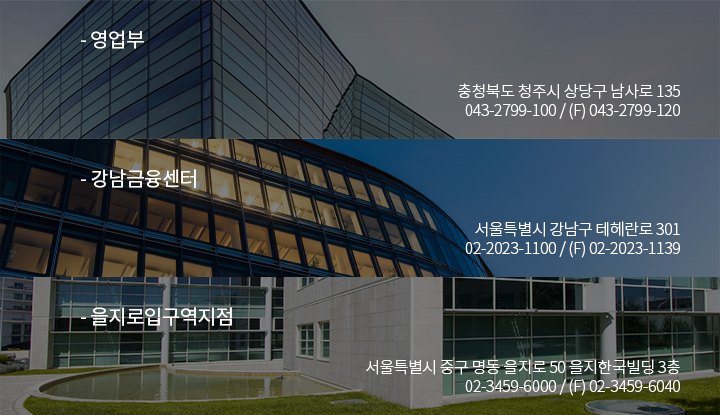 - 영업부
충청북도 청주시 상당구 남사로 135
043-2799-100 / (F) 043-2799-120
- 강남금융센터
서울특별시 강남구 테헤란로 301
02-2023-1100 / (F) 02-2023-1139
- 을지로입구역지점
서울특별시 중구 명동 을지로 50 을지한국빌딩 3층
02-3459-6000 / (F) 02-3459-6040